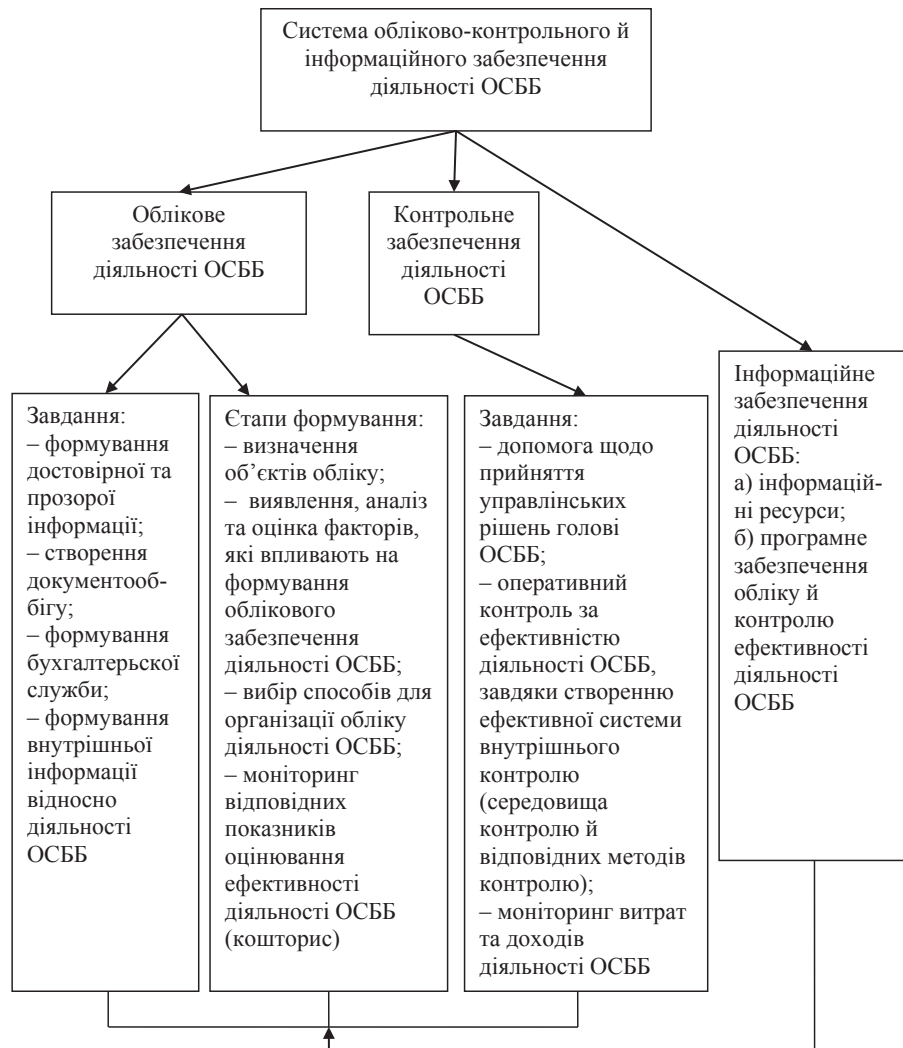 Система обліково-контрольного й
інформаційного забезпечення
діяльності ОСББ
Облікове
забезпечення
діяльності ОСББ
Контрольне
забезпечення
діяльності
ОСББ
Завдання:
– формування
достовірної та
прозорої
інформації;
– створення
документооб-
бігу;
– формування
бухгалтерьскої
служби;
– формування
внутрішньої
інформації
відносно
діяльності
ОСББ
Єтапи формування:
– визначення
об’єктів обліку;
– виявлення, аналіз
та оцінка факторів,
які впливають на
формування
облікового
забезпечення
діяльності ОСББ;
– вибір способів для
організації обліку
діяльності ОСББ;
– моніторинг
відповідних
показників
оцінювання
ефективності
діяльності ОСББ
(кошторис)
Завдання:
– допомога щодо
прийняття
управлінських
рішень голові
ОСББ;
– оперативний
контроль за
ефективністю
діяльності ОСББ,
завдяки створенню
ефективної системи
внутрішнього
контролю
(середовища
контролю й
відповідних методів
контролю);
– моніторинг витрат
та доходів
діяльності ОСББ
Інформаційне
забезпечення
діяльності
ОСББ:
а) інформацій-
ні ресурси;
б) програмне
забезпечення
обліку й
контролю
ефективності
діяльності
ОСББ